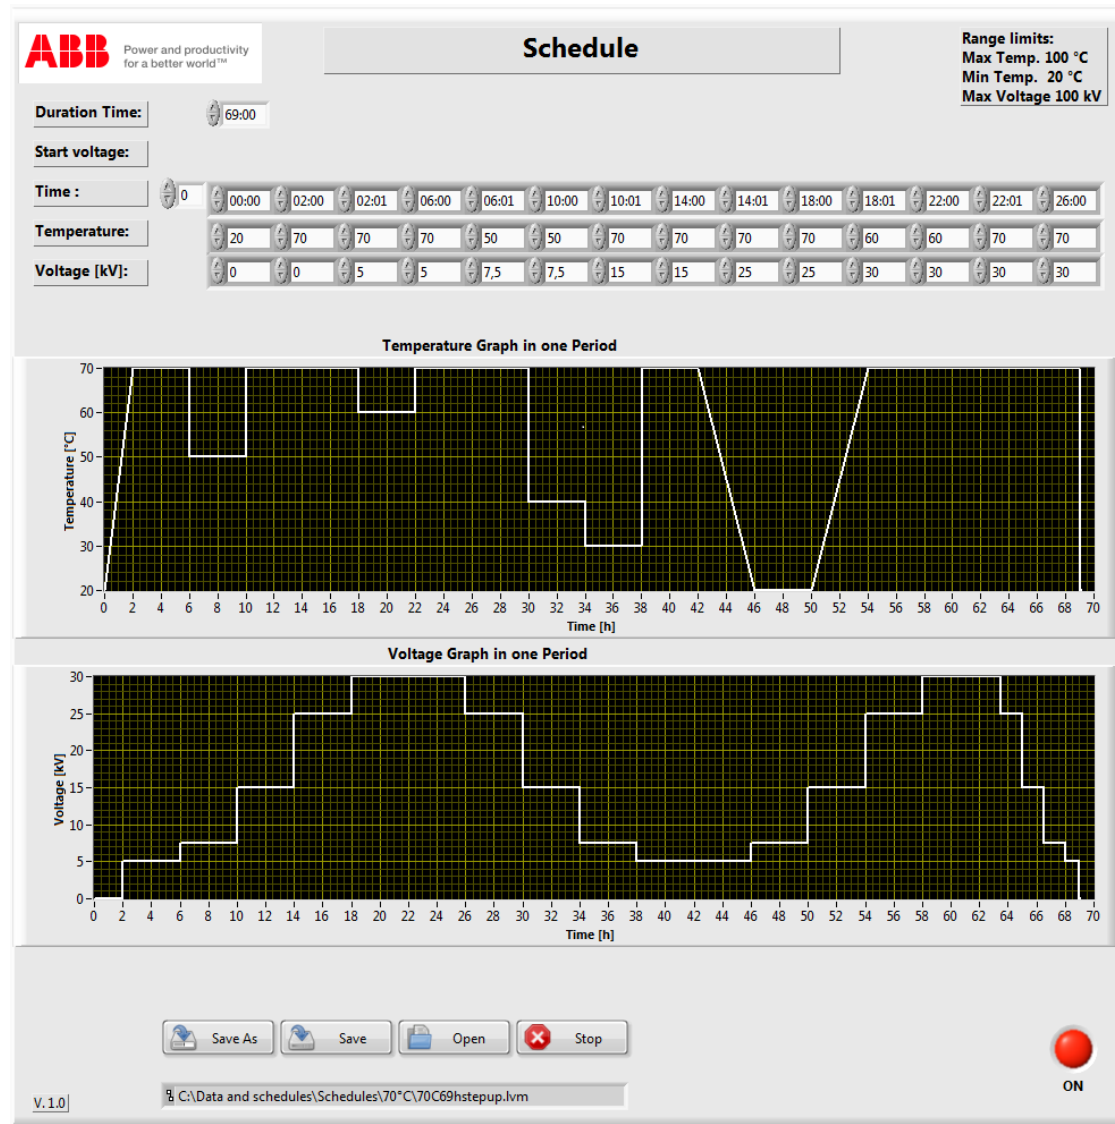 ABB
Power and productivity
for a better world™
Schedule
Range limits:
Max Temp. 100 °C
Min Temp. 20 °C
Max Voltage 100 kV
Duration Time: 69:00
Start voltage:
Time : 0 00:00 02:00 02:01 06:00 06:01 10:00 10:01 14:00 14:01 18:00 18:01 22:00 22:01 26:00
Temperature: 20 70 70 70 50 50 70 70 70 70 60 60 70 70
Voltage [kV]: 0 0 5 5 7,5 7,5 15 15 25 25 30 30 30 30
Temperature Graph in one Period
Temperature [°C]
70
60
50
40
30
20
0 2 4 6 8 10 12 14 16 18 20 22 24 26 28 30 32 34 36 38 40 42 44 46 48 50 52 54 56 58 60 62 64 66 68 70
Time [h]
Voltage Graph in one Period
Voltage [kV]
30
25
20
15
10
5
0
0 2 4 6 8 10 12 14 16 18 20 22 24 26 28 30 32 34 36 38 40 42 44 46 48 50 52 54 56 58 60 62 64 66 68 70
Time [h]
Save As Save Open Stop
ON
V. 1.0
C:\Data and schedules\Schedules\70°C\70C69hstepup.lvm